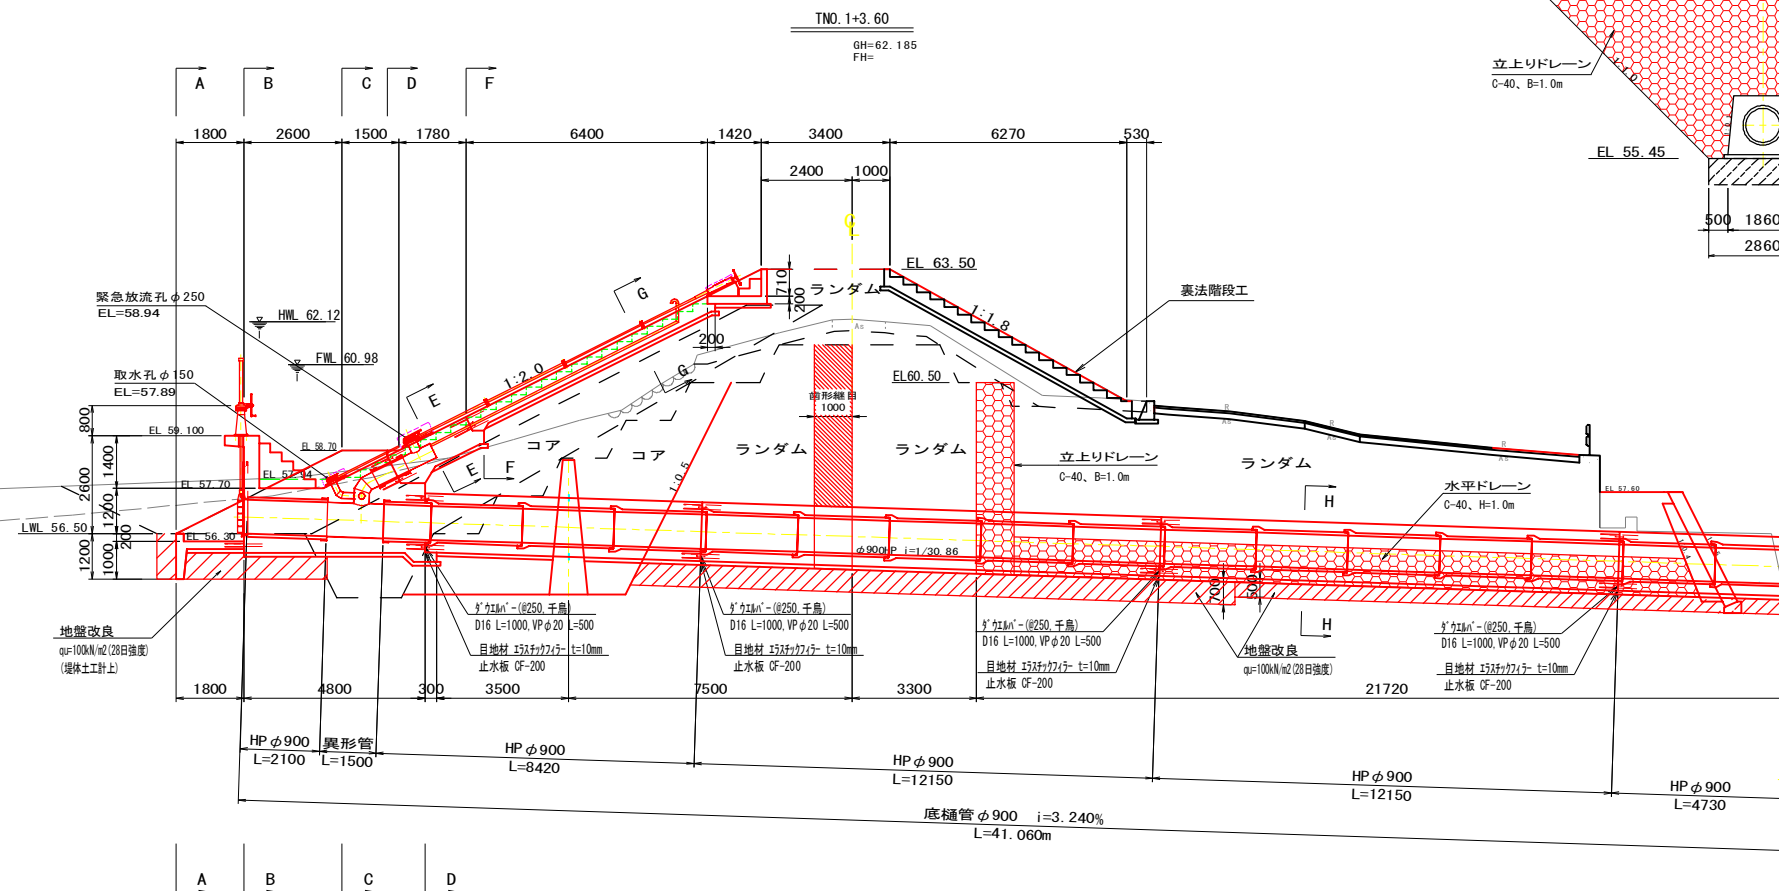 TNO.1+3.60
GH=62.185
FH=
A
B
C
D
F
1800
2600
1500
1780
6400
1420
3400
6270
530
2400
1000
立上りドレーン
C-40、B=1.0m
1:1.0
EL 55.45
500
1860
2860
℄
EL 63.50
710
200
ランダム
裏法階段工
1:1.8
緊急放流孔φ250
EL=58.94
HWL 62.12
FWL 60.98
取水孔φ150
EL=57.89
G
G
200
As
1:2.0
E
EL60.50
歯形継目
1000
800
EL 59.100
EL 58.70
2600
1400
EL 57.94
EL 57.70
1200
200
LWL 56.50
EL 56.30
1200
1000
コア
コア
E
F
1:0.5
ランダム
ランダム
立上りドレーン
C-40、B=1.0m
ランダム
R
As
R
As
R
As
H
水平ドレーン
C-40、H=1.0m
EL 57.60
1:0.4
φ900HP i=1/30.86
700
500
H
地盤改良
qu=100kN/m2(28日強度)
(堤体土工計上)
ダウエルバー(@250,千鳥)
D16 L=1000,VPφ20 L=500
目地材 エラスチックフィラー t=10mm
止水板 CF-200
ダウエルバー(@250,千鳥)
D16 L=1000,VPφ20 L=500
目地材 エラスチックフィラー t=10mm
止水板 CF-200
ダウエルバー(@250,千鳥)
D16 L=1000,VPφ20 L=500
目地材 エラスチックフィラー t=10mm
止水板 CF-200
地盤改良
qu=100kN/m2(28日強度)
ダウエルバー(@250,千鳥)
D16 L=1000,VPφ20 L=500
目地材 エラスチックフィラー t=10mm
止水板 CF-200
1800
4800
300
3500
7500
3300
21720
HPφ900
L=2100
異形管
L=1500
HPφ900
L=8420
HPφ900
L=12150
HPφ900
L=12150
HPφ900
L=4730
底樋管φ900 i=3.240%
L=41.060m
A
B
C
D